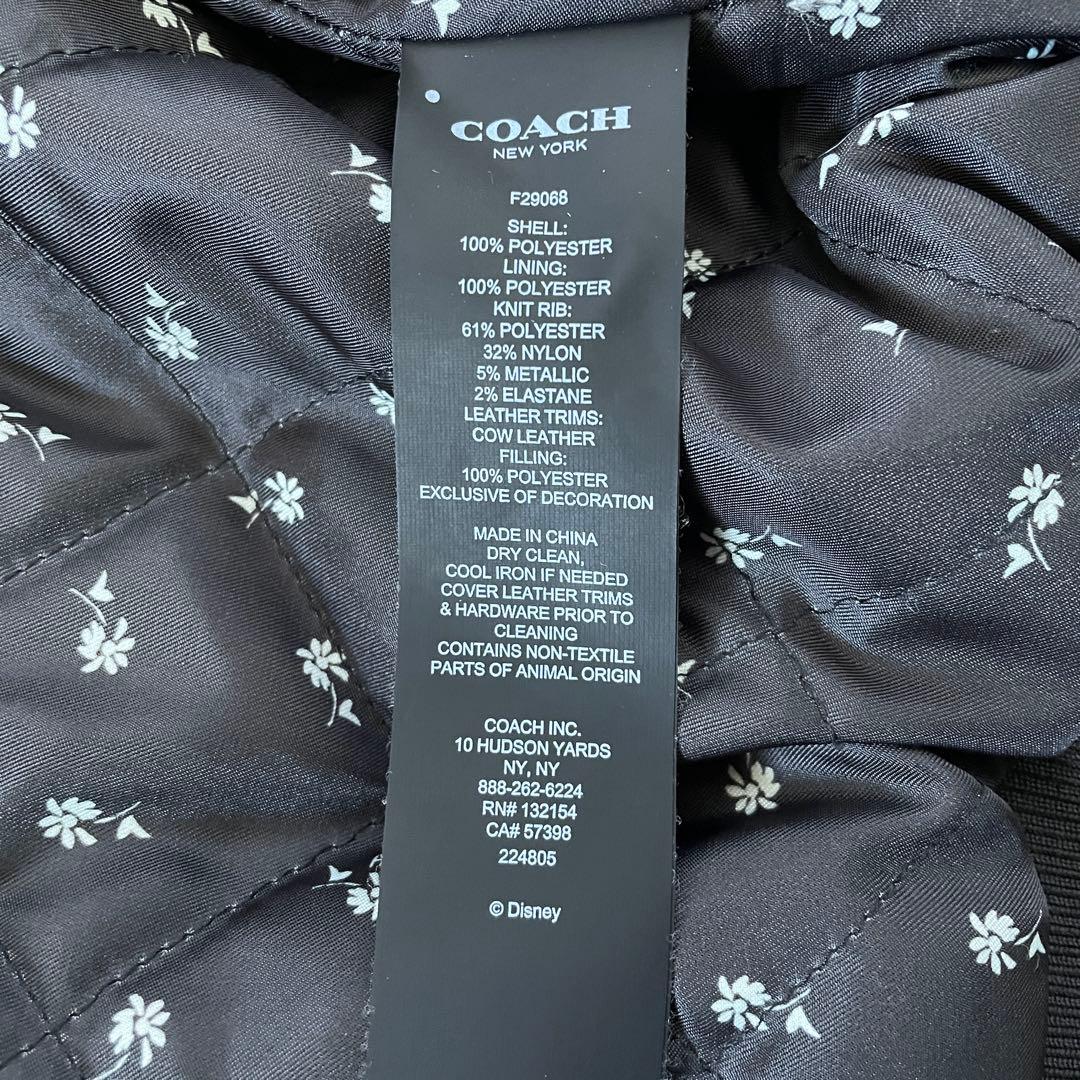 COACH
NEW YORK
F29068
SHELL:
100% POLYESTER
LINING:
100% POLYESTER
KNIT RIB:
61% POLYESTER
32% NYLON
5% METALLIC
2% ELASTANE
LEATHER TRIMS:
COW LEATHER
FILLING:
100% POLYESTER
EXCLUSIVE OF DECORATION
MADE IN CHINA
DRY CLEAN,
COOL IRON IF NEEDED
COVER LEATHER TRIMS
& HARDWARE PRIOR TO
CLEANING
CONTAINS NON-TEXTILE
PARTS OF ANIMAL ORIGIN
COACH INC.
10 HUDSON YARDS
NY, NY
888-262-6224
RN# 132154
CA# 57398
224805
© Disney